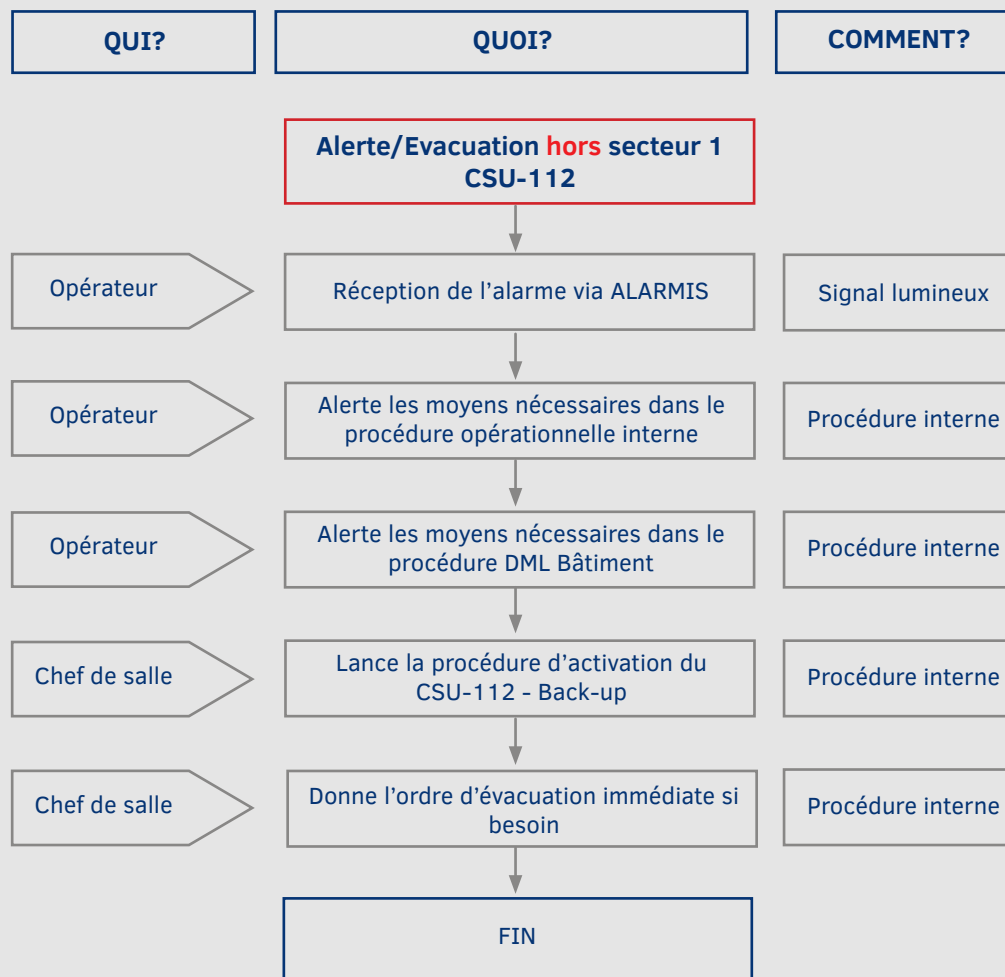 QUI?
QUOI?
COMMENT?
Alerte/Evacuation hors secteur 1
CSU-112
Opérateur
Réception de l’alarme via ALARMIS
Signal lumineux
Opérateur
Alerte les moyens nécessaires dans le
procédure opérationnelle interne
Procédure interne
Opérateur
Alerte les moyens nécessaires dans le
procédure DML Bâtiment
Procédure interne
Chef de salle
Lance la procédure d’activation du
CSU-112 - Back-up
Procédure interne
Chef de salle
Donne l’ordre d’évacuation immédiate si
besoin
Procédure interne
FIN